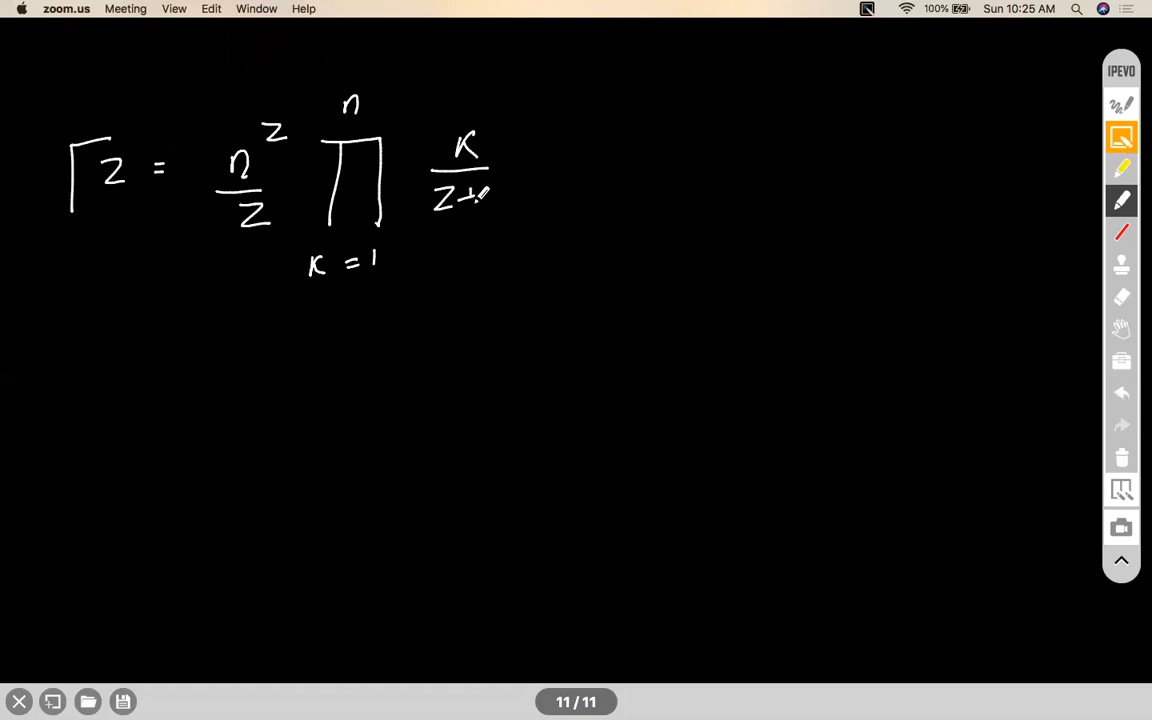 zoom.us Meeting View Edit Window Help 100% Sun 10:25 AM
IPEVO
n
Γz = n^z/z ∏ K/z+
K = 1
11/11